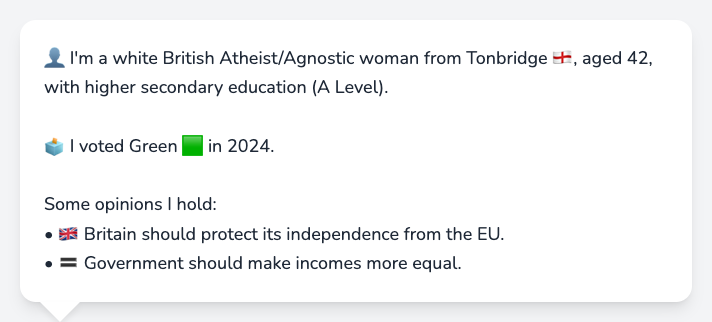 👤 I'm a white British Atheist/Agnostic woman from Tonbridge 🏴󠁧󠁢󠁥󠁮󠁧󠁿, aged 42,
with higher secondary education (A Level).
🗳️ I voted Green 🟩 in 2024.
Some opinions I hold:
• 🇬🇧 Britain should protect its independence from the EU.
• 🟰 Government should make incomes more equal.